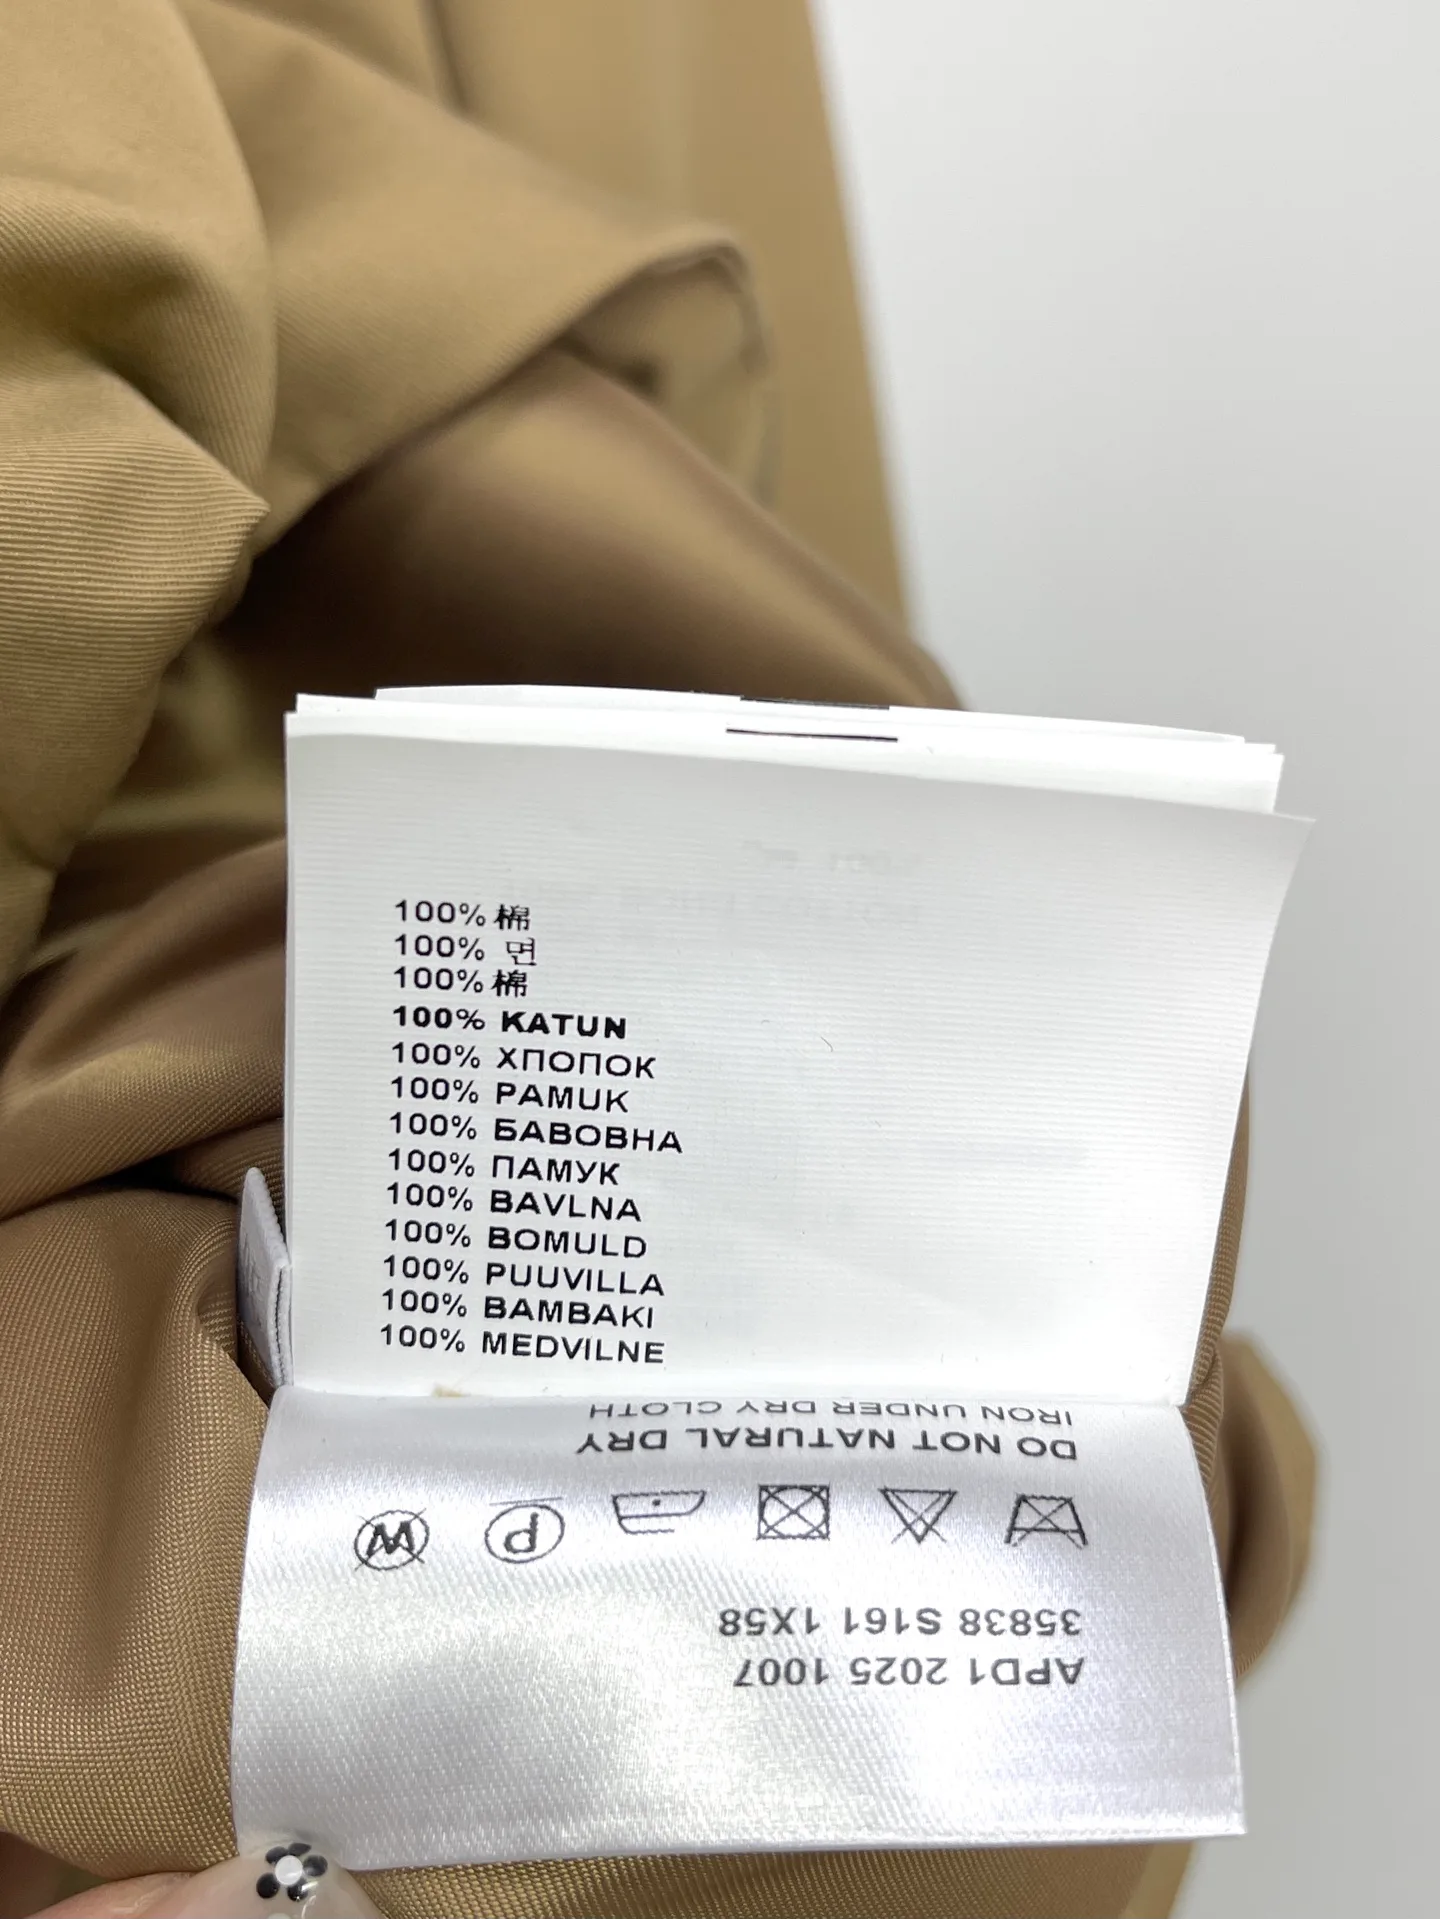 100% 棉
100% 면
100% 棉
100% KATUN
100% ХПОПОК
100% PAMUK
100% БАВОВНА
100% ПАМУК
100% BAVLNA
100% BOMULD
100% PUUVILLA
100% BAMBAKI
100% MEDVILNE
APD1 2025 1007
35838 S161 1X58
P
W
DO NOT NATURAL DRY
IRON UNDER DRY CLOTH